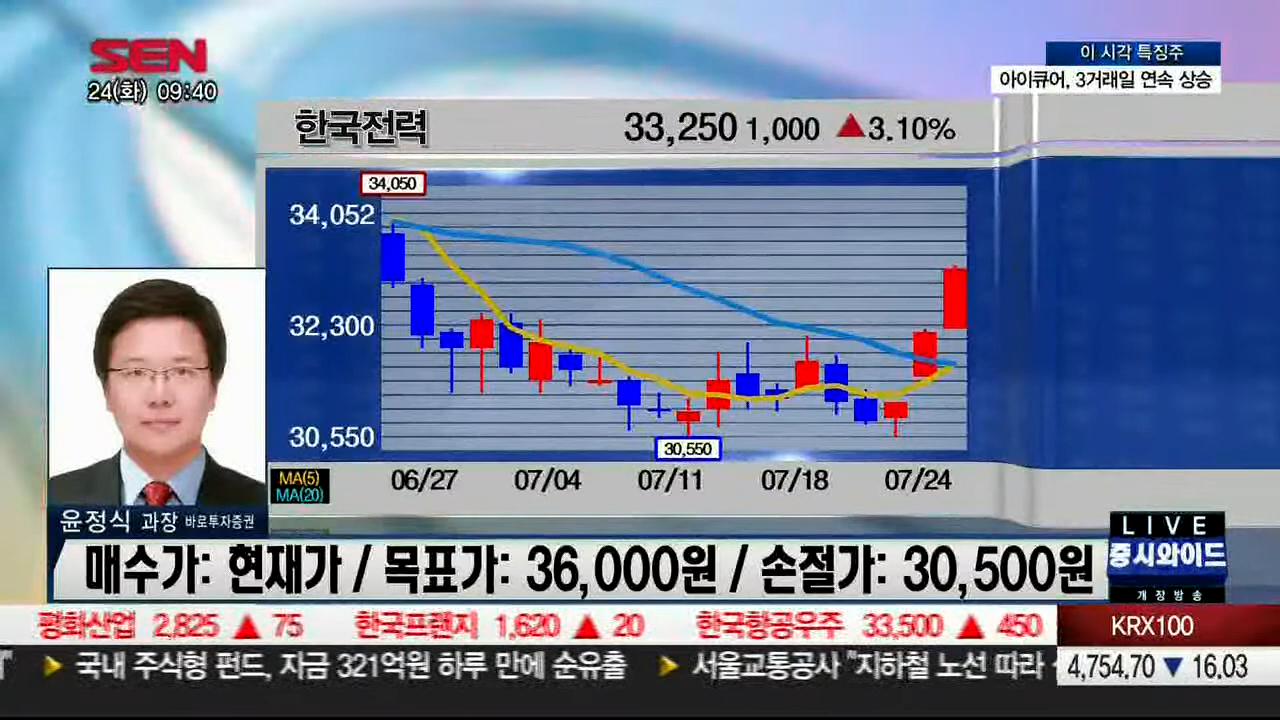 SEN
24(화) 09:40
이 시각 특징주
아이큐어, 3거래일 연속 상승
한국전력 33,250 1,000 ▲3.10%
34,050
34,052
32,300
30,550
30,550
MA(5)
MA(20)
06/27 07/04 07/11 07/18 07/24
윤정식 과장 바로투자증권
매수가: 현재가 / 목표가: 36,000원 / 손절가: 30,500원
LIVE
증시와이드
개장방송
평화산업 2,825 ▲ 75 한국프랜지 1,620 ▲ 20 한국항공우주 33,500 ▲ 450
KRX100
국내 주식형 펀드, 자금 321억원 하루 만에 순유출 서울교통공사 "지하철 노선 따라
4,754.70 ▼ 16.03